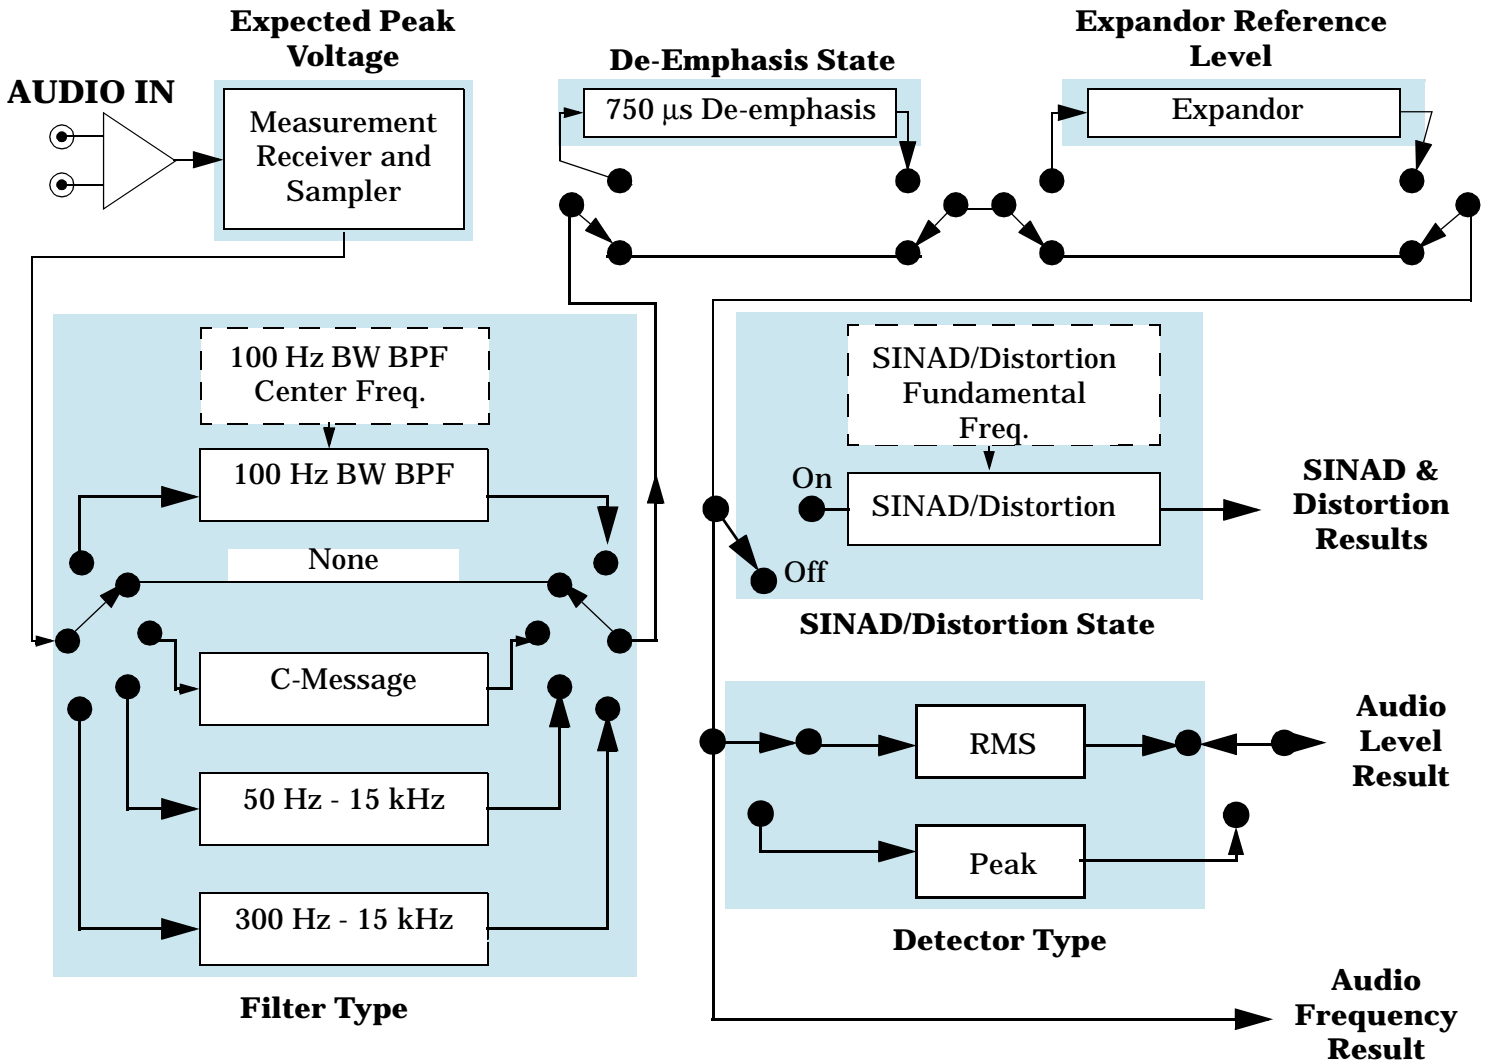 Expected Peak
Voltage
AUDIO IN
Measurement
Receiver and
Sampler
De-Emphasis State
750 µs De-emphasis
Expandor Reference
Level
Expandor
100 Hz BW BPF
Center Freq.
100 Hz BW BPF
None
C-Message
50 Hz - 15 kHz
300 Hz - 15 kHz
Filter Type
SINAD/Distortion
Fundamental
Freq.
On
SINAD/Distortion
Off
SINAD/Distortion State
SINAD &
Distortion
Results
RMS
Peak
Detector Type
Audio
Level
Result
Audio
Frequency
Result